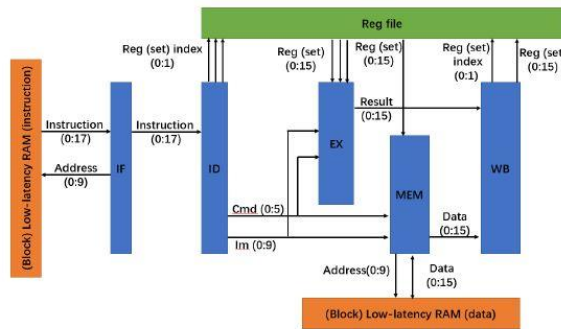 Reg file
Reg (set) index
(0:1)
Reg (set)
(0:15)
Reg (set)
(0:15)
Reg (set)
index
(0:1)
Reg (set)
(0:15)
(Block) Low-latency RAM (instruction)
Instruction
(0:17)
Address
(0:9)
IF
Instruction
(0:17)
ID
EX
Result
(0:15)
MEM
WB
Cmd (0:5)
Im (0:9)
Data
(0:15)
Address(0:9)
Data
(0:15)
(Block) Low-latency RAM (data)